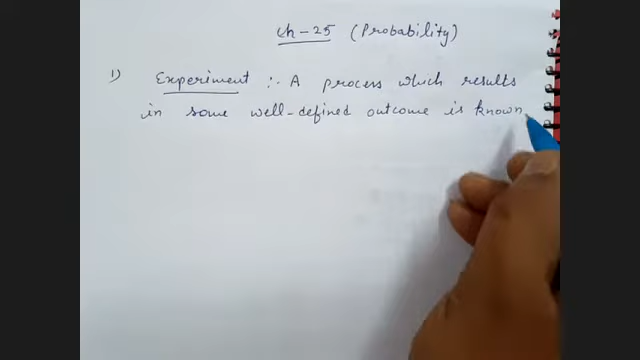 Ch-25 (Probability)
1) Experiment :- A process which results
in some well-defined outcome is known